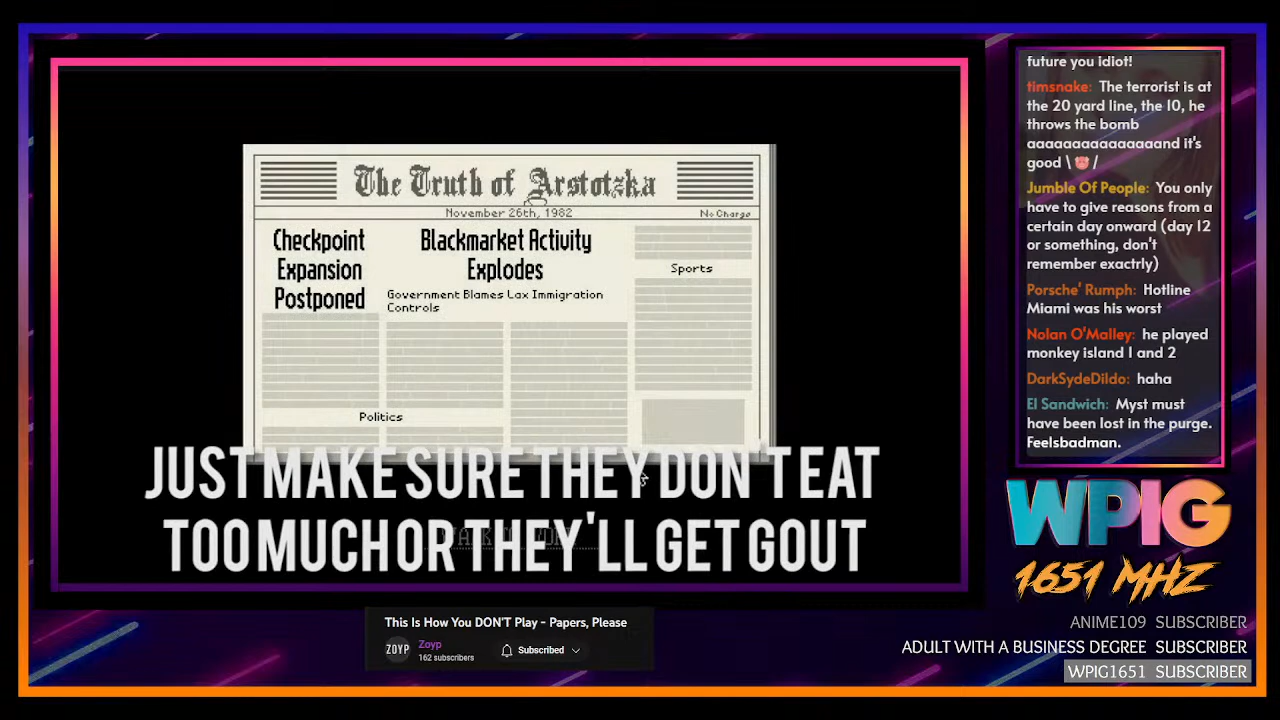 The Truth of Arstotzka
November 26th, 1982
No Charge
Checkpoint
Expansion
Postponed
Blackmarket Activity
Explodes
Government Blames Lax Immigration
Controls
Sports
Politics
JUST MAKE SURE THEY DON'T EAT
TOO MUCH OR THEY'LL GET GOUT
This Is How You DON'T Play - Papers, Please
ZOYP
Zoyp
162 subscribers
Subscribed
future you idiot!
timsnake: The terrorist is at
the 20 yard line, the 10, he
throws the bomb
aaaaaaaaaaaaaaand it's
good \ /
Jumble Of People: You only
have to give reasons from a
certain day onward (day 12
or something, don't
remember exactrly)
Porsche' Rumph: Hotline
Miami was his worst
Nolan O'Malley: he played
monkey island 1 and 2
DarkSydeDildo: haha
El Sandwich: Myst must
have been lost in the purge.
Feelsbadman.
WPIG
1651 MHZ
ANIME109 SUBSCRIBER
ADULT WITH A BUSINESS DEGREE SUBSCRIBER
WPIG1651 SUBSCRIBER